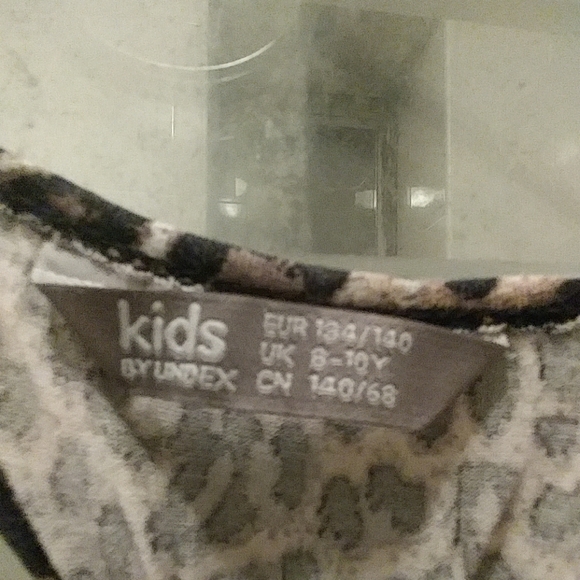 kids
BY LINDEX
EUR 134/140
UK 8-10Y
CN 140/68